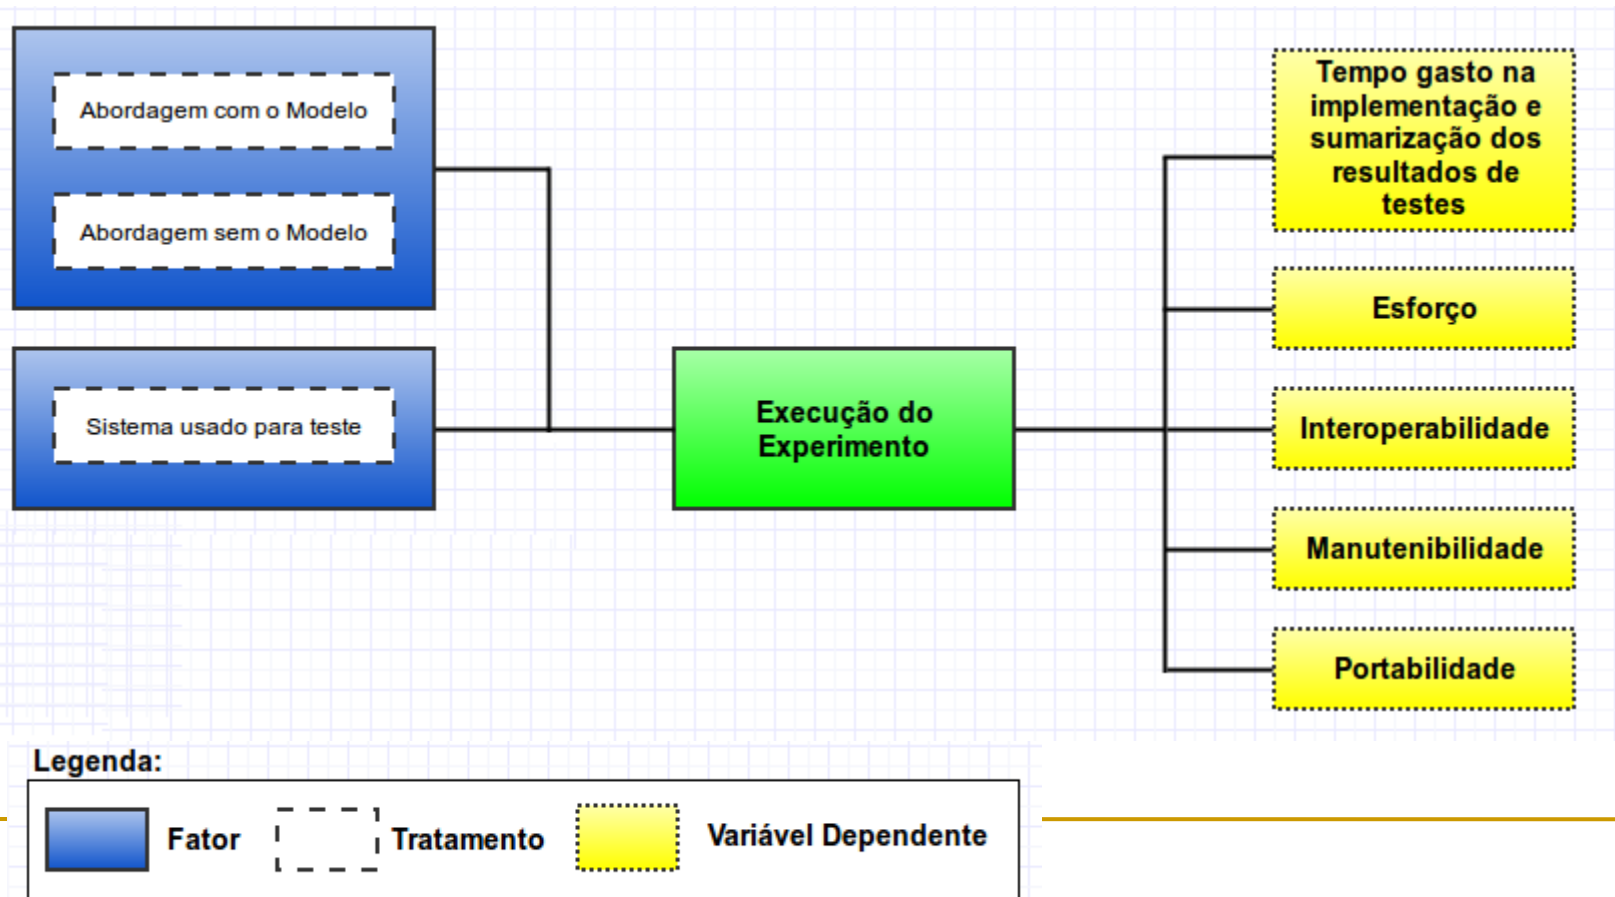 Abordagem com o Modelo
Abordagem sem o Modelo
Sistema usado para teste
Execução do
Experimento
Tempo gasto na
implementação e
sumarização dos
resultados de
testes
Esforço
Interoperabilidade
Manutenibilidade
Portabilidade
Legenda:
Fator
Tratamento
Variável Dependente